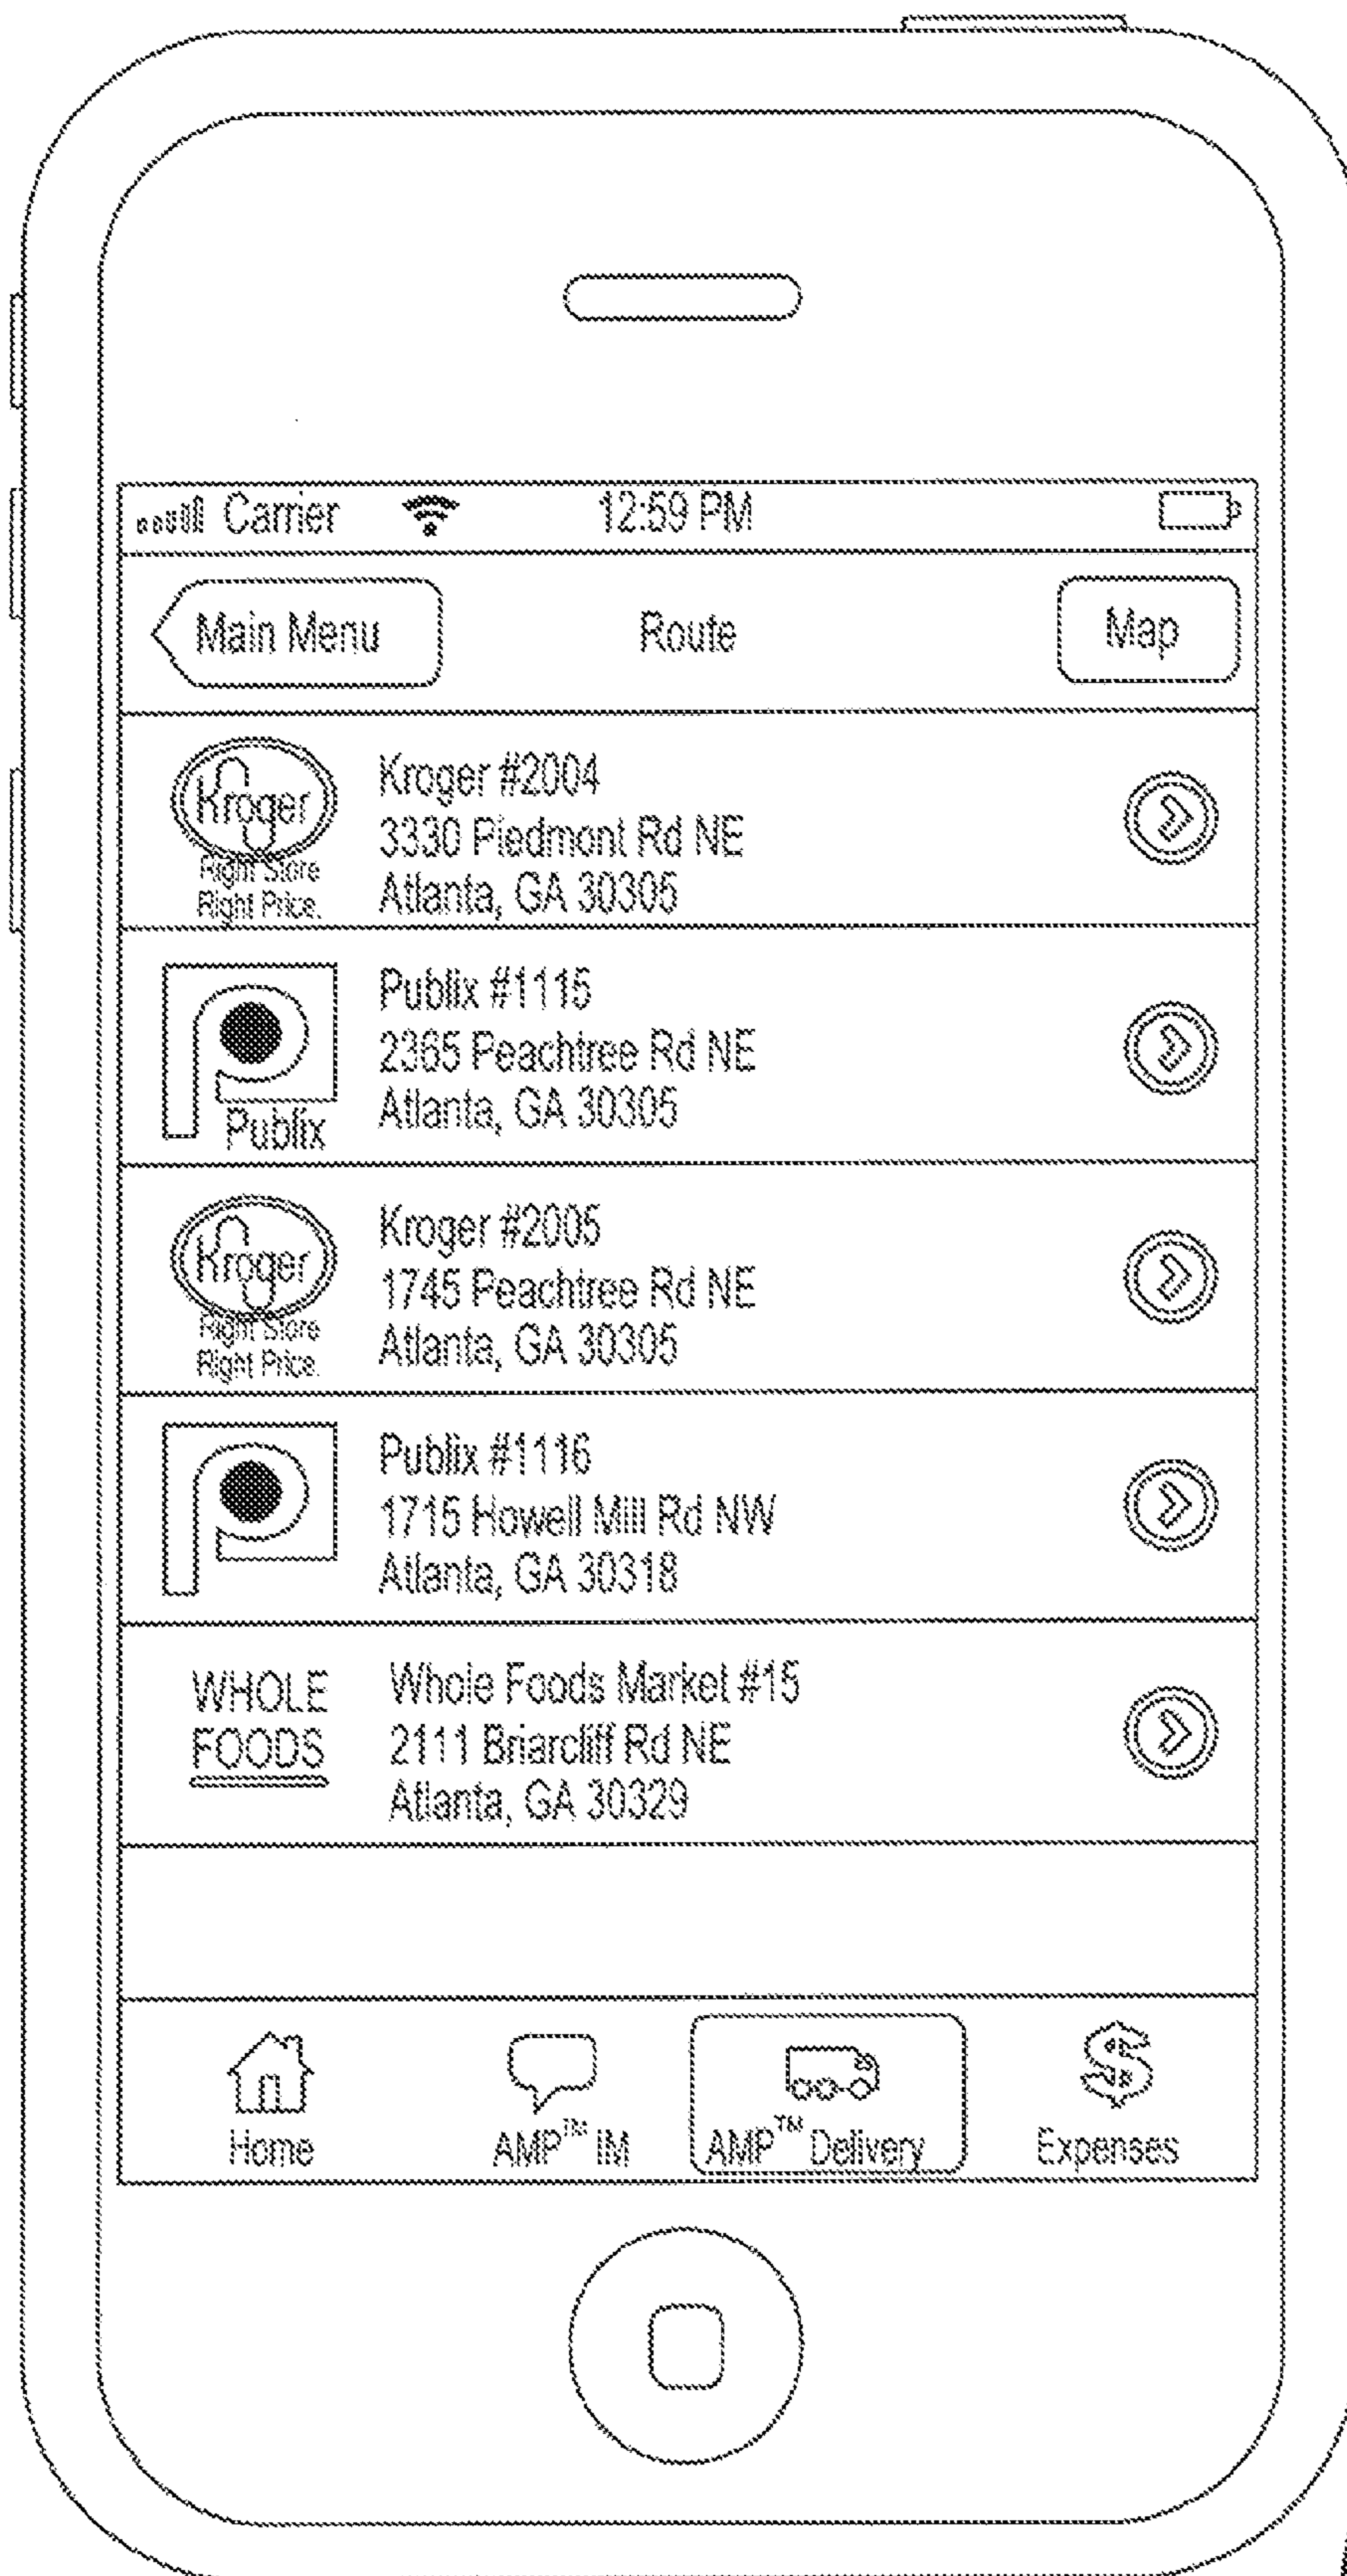 Carrier 12:59 PM
Main Menu Route Map
Kroger
Right Store
Right Price.
Kroger #2004
3330 Piedmont Rd NE
Atlanta, GA 30305
Publix
Publix #1115
2365 Peachtree Rd NE
Atlanta, GA 30305
Kroger
Right Store
Right Price.
Kroger #2005
1745 Peachtree Rd NE
Atlanta, GA 30305
Publix #1116
1715 Howell Mill Rd NW
Atlanta, GA 30318
WHOLE
FOODS
Whole Foods Market #15
2111 Briarcliff Rd NE
Atlanta, GA 30329
Home AMP™ IM AMP™ Delivery Expenses